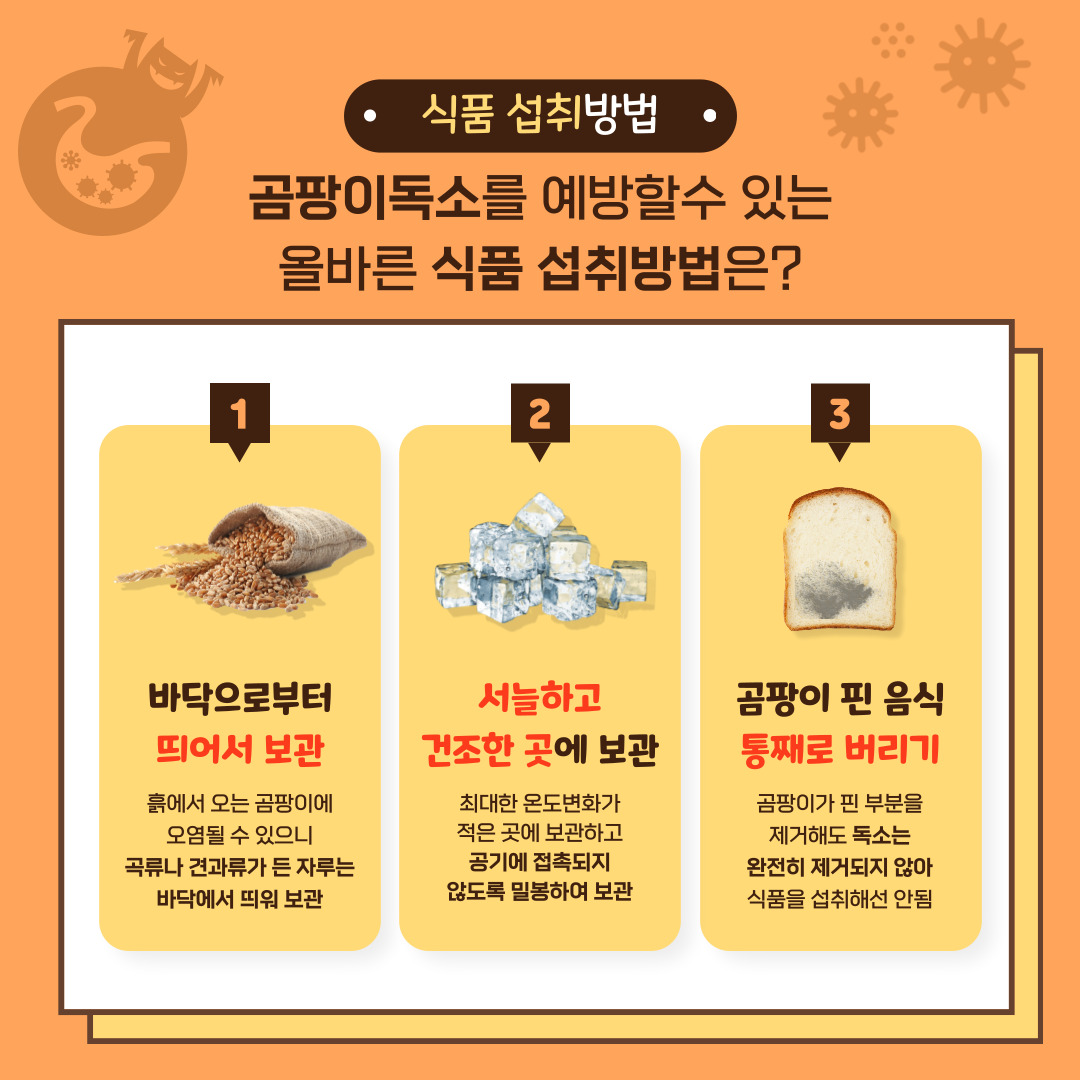 식품 섭취방법
곰팡이독소를 예방할수 있는
올바른 식품 섭취방법은?
1
바닥으로부터
띄어서 보관
흙에서 오는 곰팡이에
오염될 수 있으니
곡류나 견과류가 든 자루는
바닥에서 띄워 보관
2
서늘하고
건조한 곳에 보관
최대한 온도변화가
적은 곳에 보관하고
공기에 접촉되지
않도록 밀봉하여 보관
3
곰팡이 핀 음식
통째로 버리기
곰팡이가 핀 부분을
제거해도 독소는
완전히 제거되지 않아
식품을 섭취해선 안됨